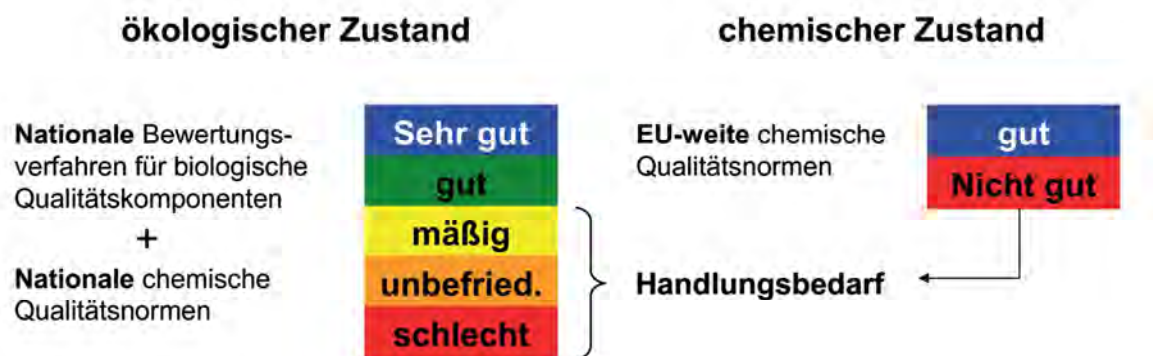 ökologischer Zustand
Nationale Bewertungs-
verfahren für biologische
Qualitätskomponenten
+
Nationale chemische
Qualitätsnormen
Sehr gut
gut
mäßig
unbefried.
schlecht
chemischer Zustand
EU-weite chemische
Qualitätsnormen
gut
Nicht gut
Handlungsbedarf